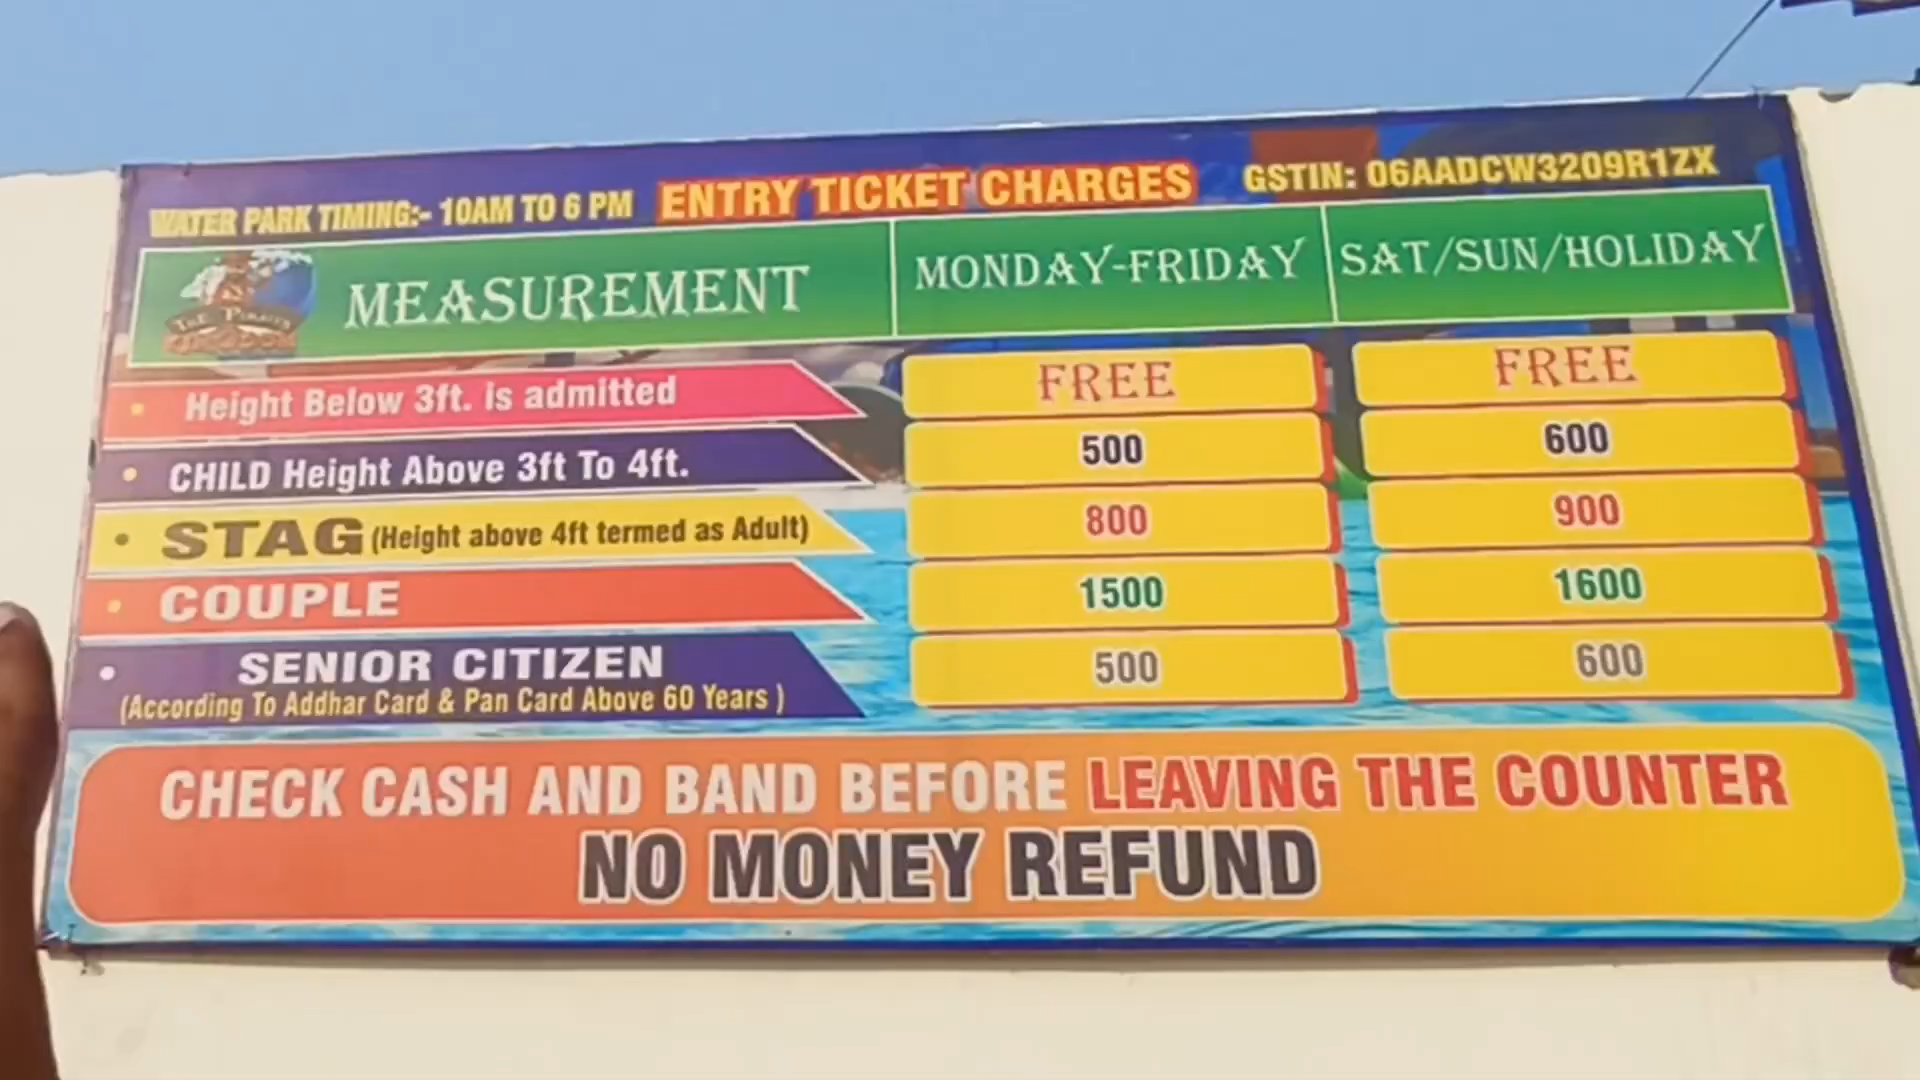 WATER PARK TIMING:- 10AM TO 6 PM ENTRY TICKET CHARGES GSTIN: 06AADCW3209R1ZX
THE PIRATES
KINGDOM
MEASUREMENT MONDAY-FRIDAY SAT/SUN/HOLIDAY
• Height Below 3ft. is admitted FREE FREE
• CHILD Height Above 3ft To 4ft. 500 600
• STAG (Height above 4ft termed as Adult) 800 900
• COUPLE 1500 1600
• SENIOR CITIZEN 500 600
(According To Addhar Card & Pan Card Above 60 Years )
CHECK CASH AND BAND BEFORE LEAVING THE COUNTER
NO MONEY REFUND